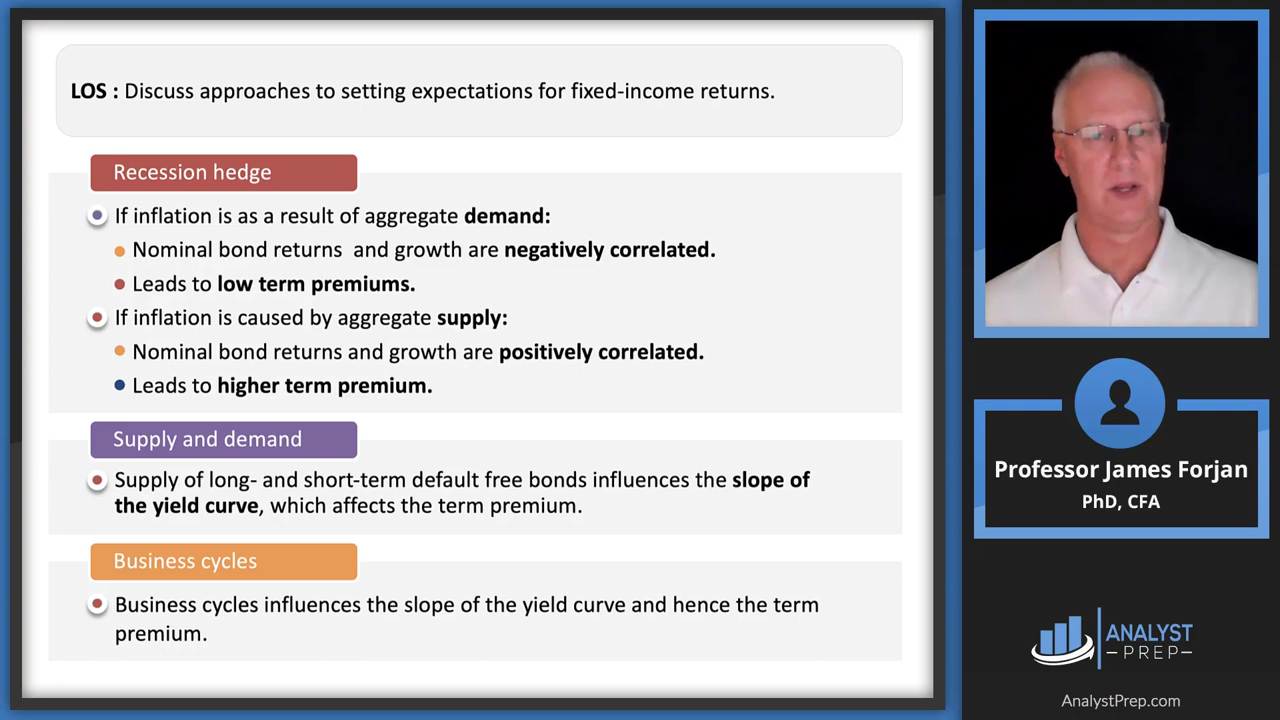 LOS : Discuss approaches to setting expectations for fixed-income returns.
Recession hedge
If inflation is as a result of aggregate demand:
Nominal bond returns and growth are negatively correlated.
Leads to low term premiums.
If inflation is caused by aggregate supply:
Nominal bond returns and growth are positively correlated.
Leads to higher term premium.
Supply and demand
Supply of long- and short-term default free bonds influences the slope of
the yield curve, which affects the term premium.
Business cycles
Business cycles influences the slope of the yield curve and hence the term
premium.
Professor James Forjan
PhD, CFA
ANALYST
PREP
AnalystPrep.com